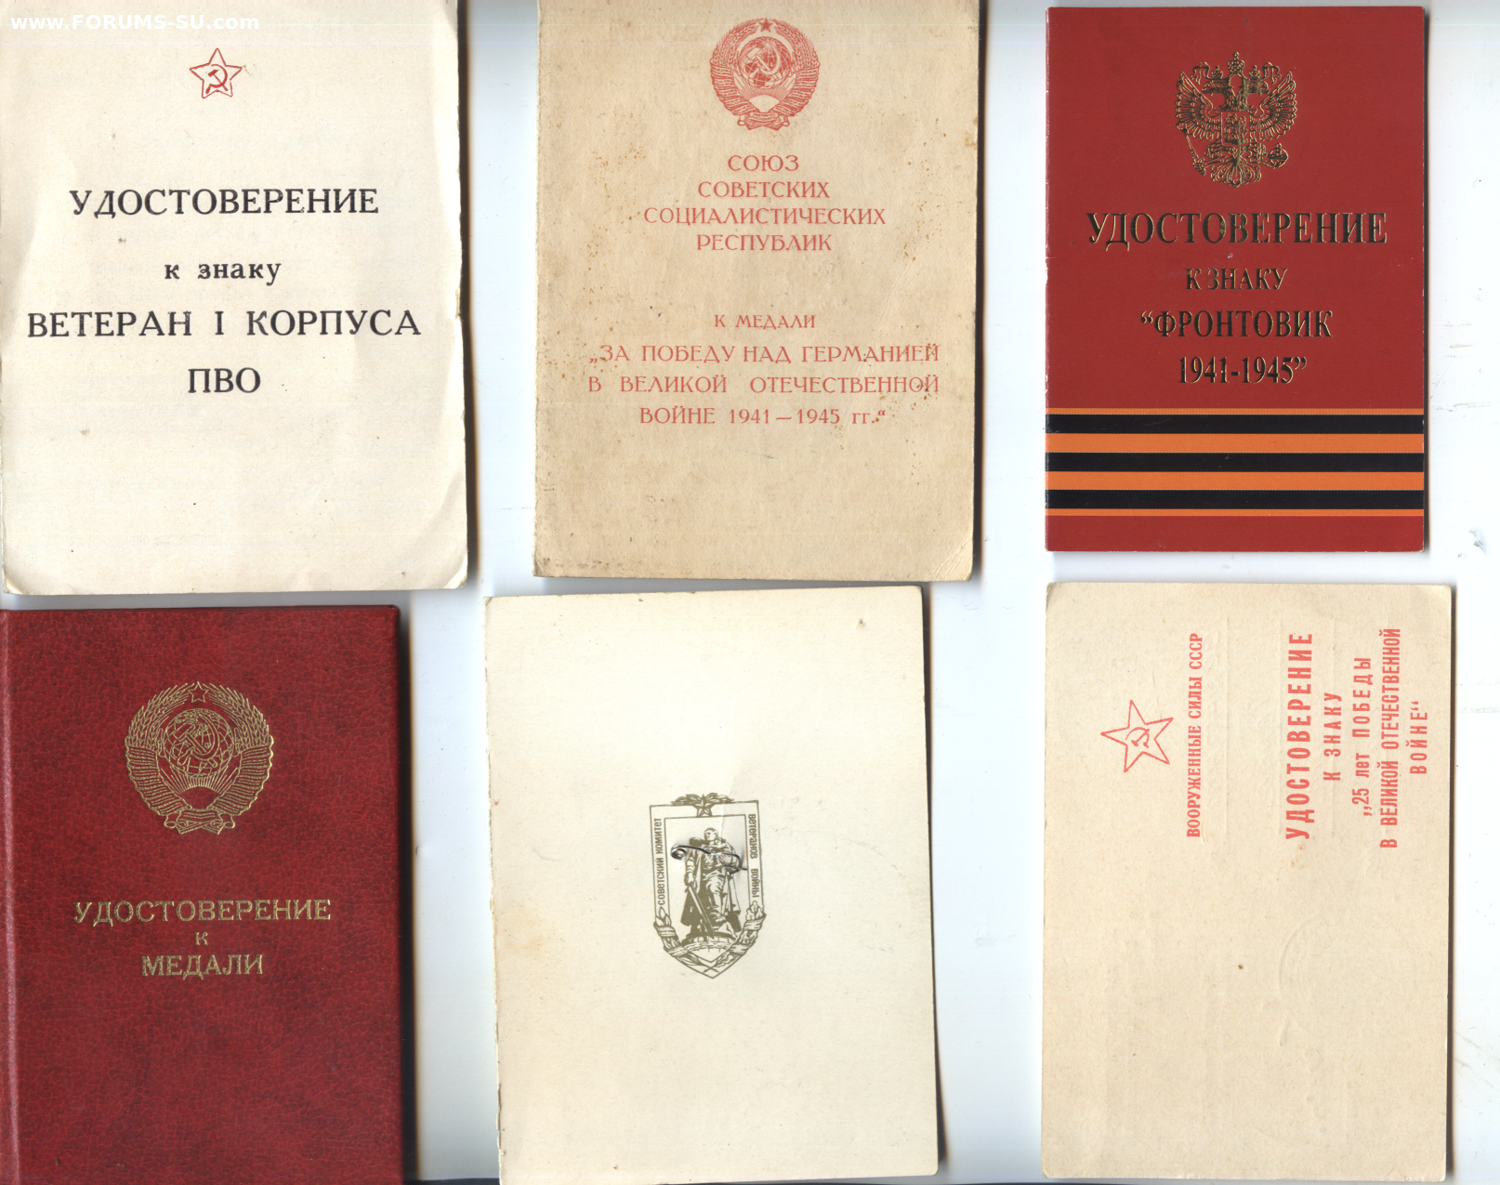 www.FORUMS-SU.com
УДОСТОВЕРЕНИЕ
к знаку
ВЕТЕРАН I КОРПУСА
ПВО
СОЮЗ
СОВЕТСКИХ
СОЦИАЛИСТИЧЕСКИХ
РЕСПУБЛИК
К МЕДАЛИ
„ЗА ПОБЕДУ НАД ГЕРМАНИЕЙ
В ВЕЛИКОЙ ОТЕЧЕСТВЕННОЙ
ВОЙНЕ 1941 — 1945 гг.“
УДОСТОВЕРЕНИЕ
К ЗНАКУ
“ФРОНТОВИК
1941-1945”
УДОСТОВЕРЕНИЕ
К
МЕДАЛИ
СОВЕТСКИЙ КОМИТЕТ
ВЕТЕРАНОВ ВОЙНЫ
ВООРУЖЕННЫЕ СИЛЫ СССР
УДОСТОВЕРЕНИЕ
К ЗНАКУ
„25 лет ПОБЕДЫ
В ВЕЛИКОЙ ОТЕЧЕСТВЕННОЙ
ВОЙНЕ“